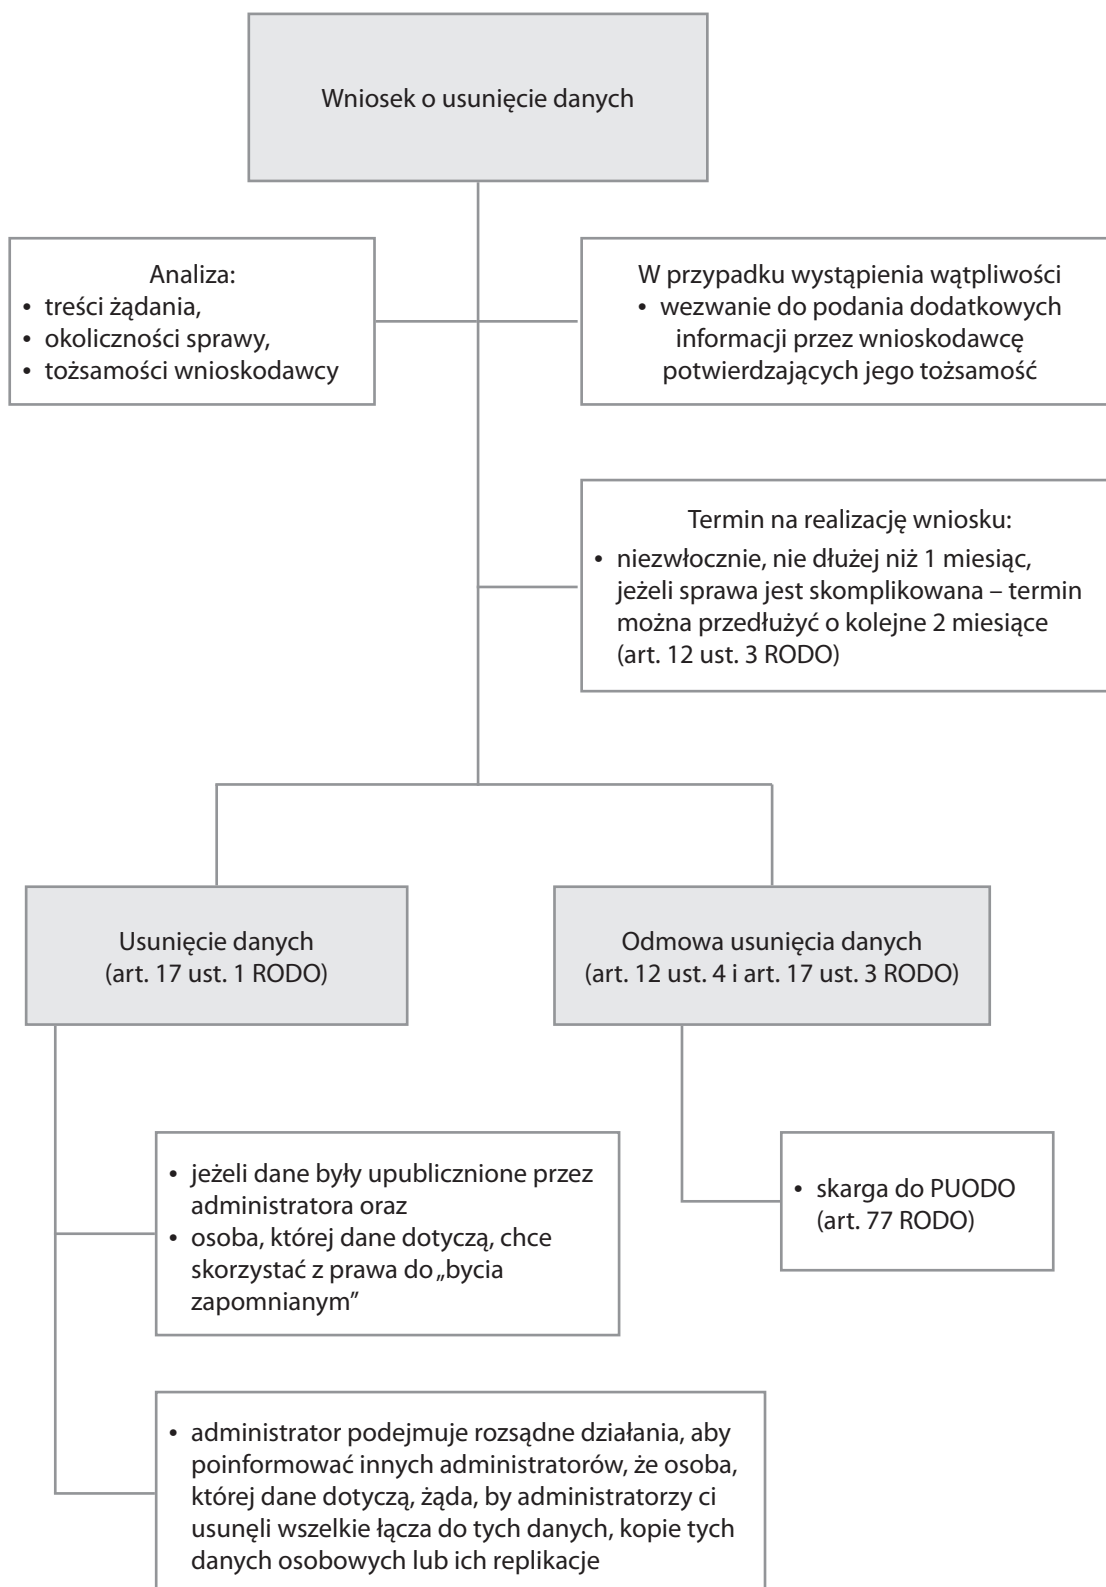 Wniosek o usunięcie danych
Analiza:
• treści żądania,
• okoliczności sprawy,
• tożsamości wnioskodawcy
W przypadku wystąpienia wątpliwości
• wezwanie do podania dodatkowych
informacji przez wnioskodawcę
potwierdzających jego tożsamość
Termin na realizację wniosku:
• niezwłocznie, nie dłużej niż 1 miesiąc,
jeżeli sprawa jest skomplikowana – termin
można przedłużyć o kolejne 2 miesiące
(art. 12 ust. 3 RODO)
Usunięcie danych
(art. 17 ust. 1 RODO)
Odmowa usunięcia danych
(art. 12 ust. 4 i art. 17 ust. 3 RODO)
• jeżeli dane były upublicznione przez
administratora oraz
• osoba, której dane dotyczą, chce
skorzystać z prawa do „bycia
zapomnianym”
• skarga do PUODO
(art. 77 RODO)
• administrator podejmuje rozsądne działania, aby
poinformować innych administratorów, że osoba,
której dane dotyczą, żąda, by administratorzy ci
usunęli wszelkie łącza do tych danych, kopie tych
danych osobowych lub ich replikacje